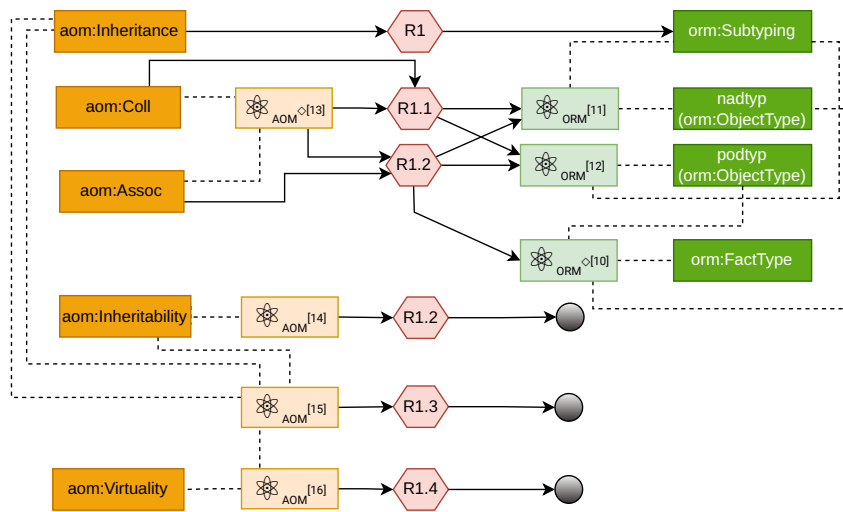 aom:Inheritance
R1
orm:Subtyping
aom:Coll
AOM◇[13]
R1.1
ORM[11]
nadtyp
(orm:ObjectType)
aom:Assoc
R1.2
ORM[12]
podtyp
(orm:ObjectType)
ORM◇[10]
orm:FactType
aom:Inheritability
AOM[14]
R1.2
AOM[15]
R1.3
aom:Virtuality
AOM[16]
R1.4